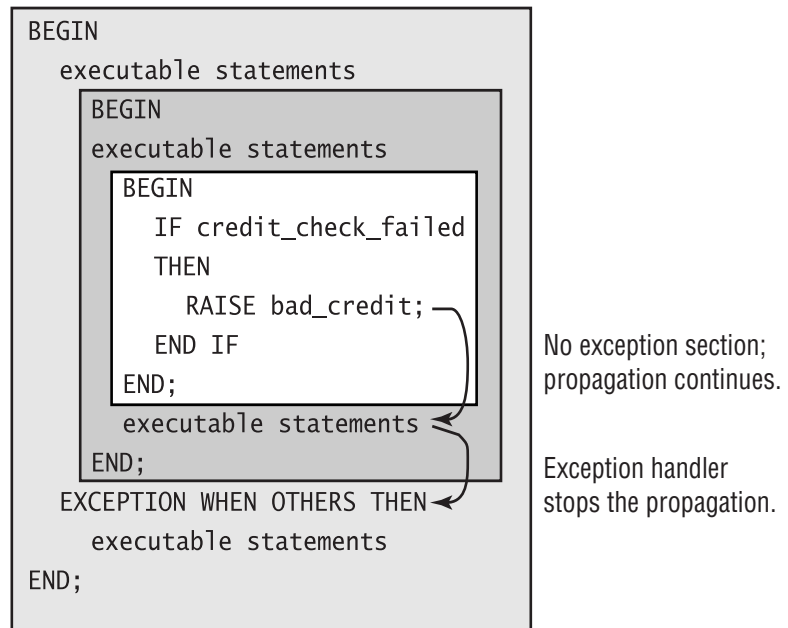 BEGIN
executable statements
BEGIN
executable statements
BEGIN
IF credit_check_failed
THEN
RAISE bad_credit;
END IF
END;
executable statements
END;
EXCEPTION WHEN OTHERS THEN
executable statements
END;
No exception section;
propagation continues.
Exception handler
stops the propagation.